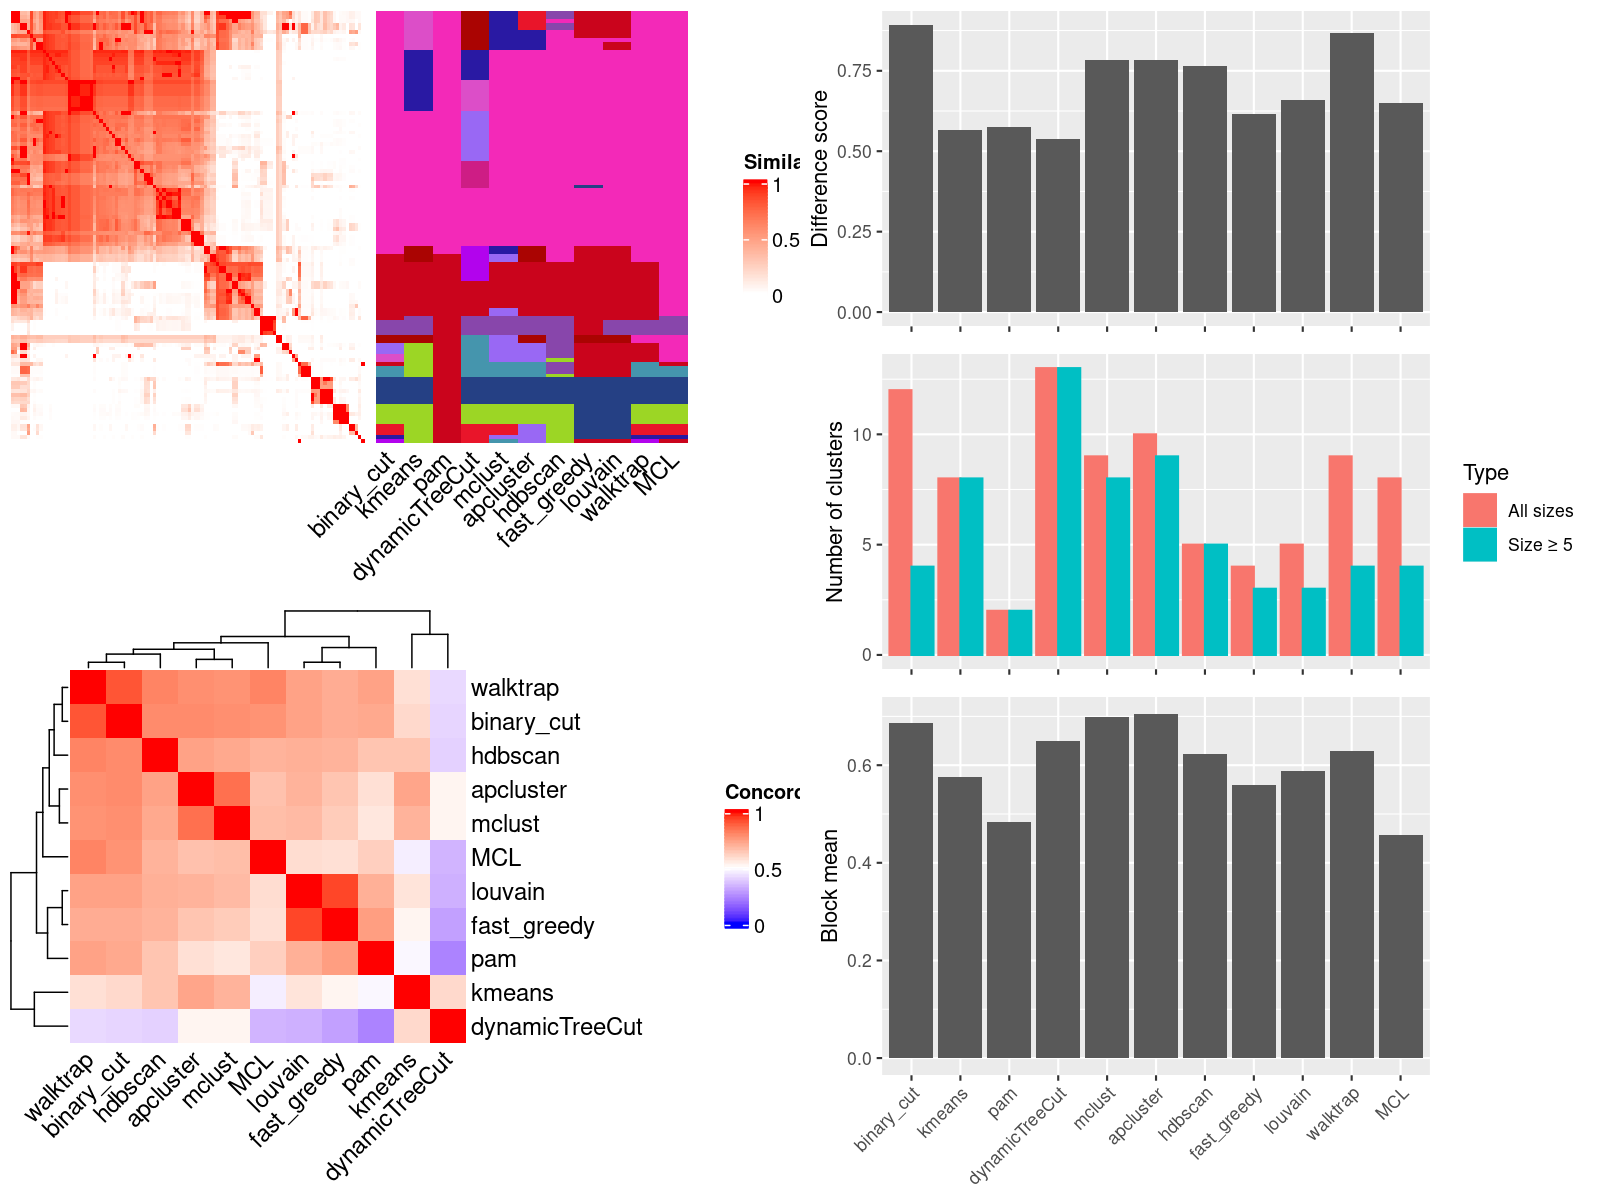 Simila
1
0.5
0
binary_cut
kmeans
pam
dynamicTreeCut
mclust
apcluster
hdbscan
fast_greedy
louvain
walktrap
MCL
Difference score
0.75
0.50
0.25
0.00
Number of clusters
10
5
0
Type
All sizes
Size ≥ 5
walktrap
binary_cut
hdbscan
apcluster
mclust
MCL
louvain
fast_greedy
pam
kmeans
dynamicTreeCut
walktrap
binary_cut
hdbscan
apcluster
mclust
MCL
louvain
fast_greedy
pam
kmeans
dynamicTreeCut
Concord
1
0.5
0
Block mean
0.6
0.4
0.2
0.0
binary_cut
kmeans
pam
dynamicTreeCut
mclust
apcluster
hdbscan
fast_greedy
louvain
walktrap
MCL